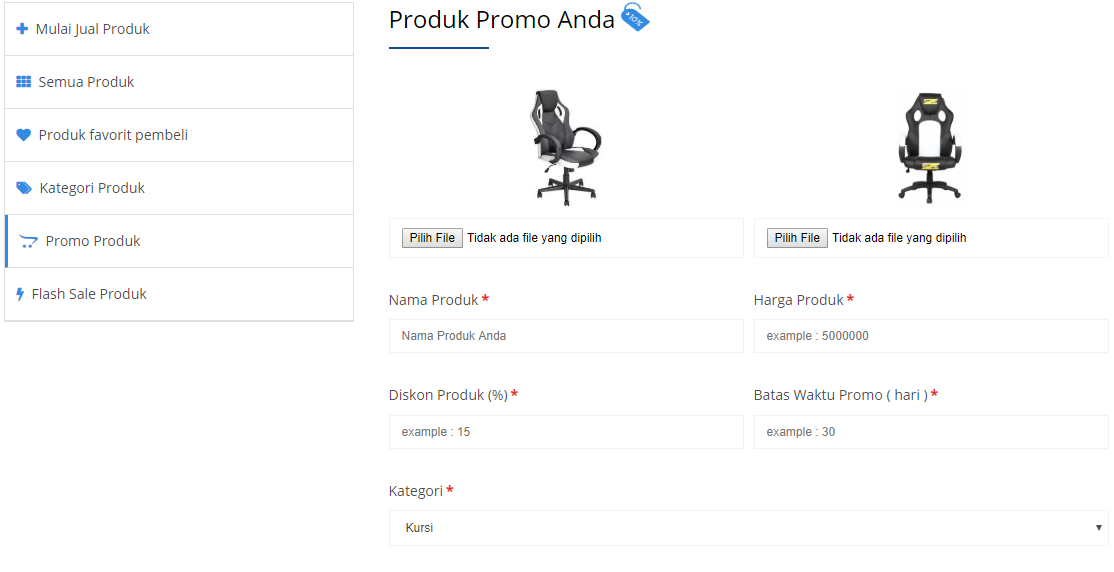 Mulai Jual Produk
Semua Produk
Produk favorit pembeli
Kategori Produk
Promo Produk
Flash Sale Produk
Produk Promo Anda
Pilih File Tidak ada file yang dipilih
Pilih File Tidak ada file yang dipilih
Nama Produk *
Harga Produk *
Nama Produk Anda
example : 5000000
Diskon Produk (%) *
Batas Waktu Promo ( hari ) *
example : 15
example : 30
Kategori *
Kursi